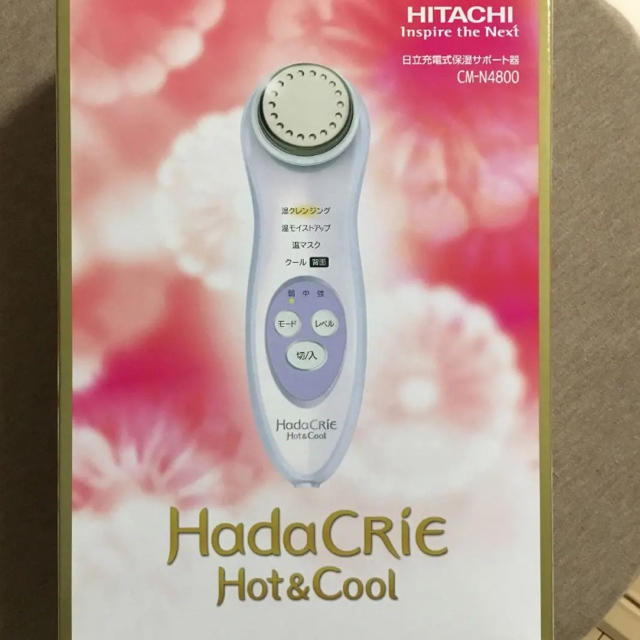 HITACHI
Inspire the Next
日立充電式保湿サポート器
CM-N4800
温クレンジング
温モイストアップ
温マスク
クール 背面
弱 中 強
モード レベル
切/入
HadaCRiE
Hot&Cool
HadaCRiE
Hot&Cool